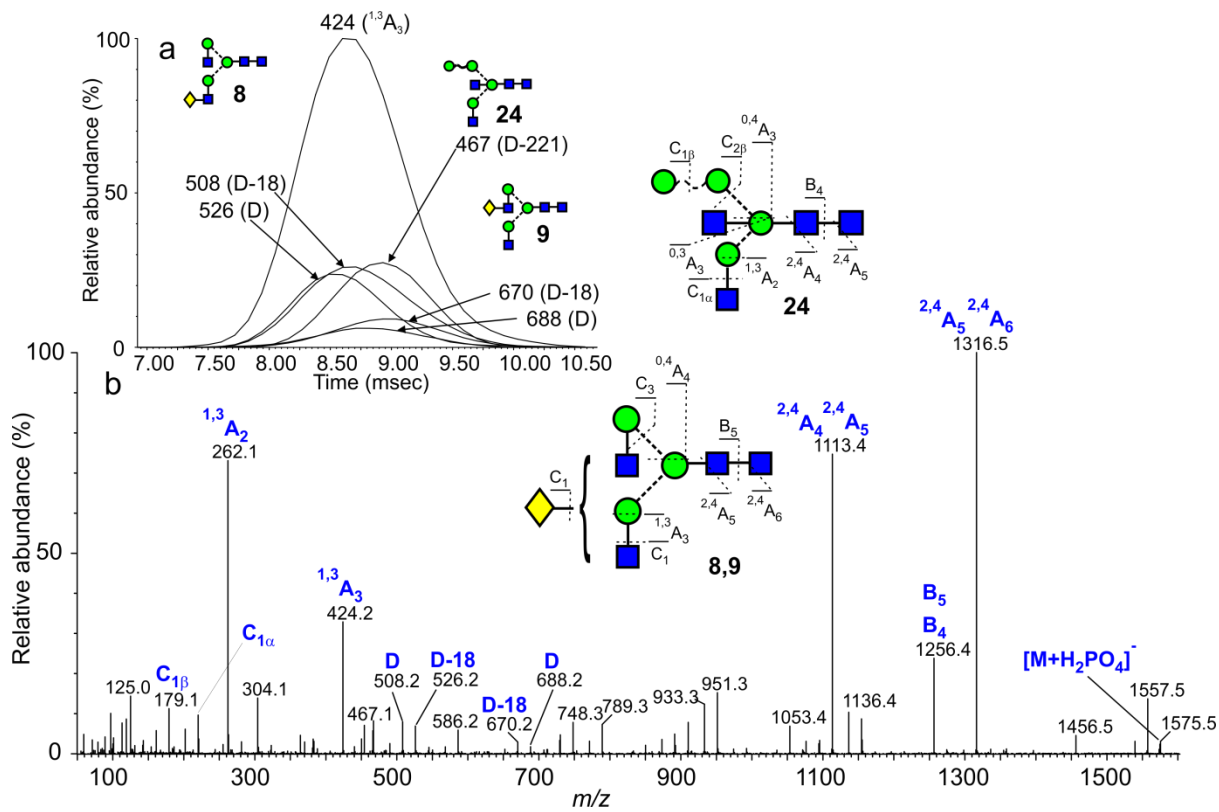 a
424 (1,3A3)
8
24
467 (D-221)
508 (D-18)
526 (D)
9
670 (D-18)
688 (D)
100
50
0
Relative abundance (%)
7.00 7.50 8.00 8.50 9.00 9.50 10.00 10.50
Time (msec)
C1β
C2β
0,4A3
B4
0,3A3
1,3A2
2,4A4
2,4A5
C1α
24
b
100
50
0
Relative abundance (%)
2,4A5 2,4A6
1316.5
1,3A2
262.1
2,4A4 2,4A5
1113.4
C3
0,4A4
B5
C1
2,4A5
2,4A6
1,3A3
C1
8,9
1,3A3
424.2
C1α
C1β
125.0
179.1
304.1
467.1
D
508.2
D-18
526.2
586.2
D-18
670.2
D
688.2
748.3
789.3
933.3
951.3
1053.4
1136.4
B5
B4
1256.4
[M+H2PO4]-
1456.5
1557.5
1575.5
100 300 500 700 900 1100 1300 1500
m/z